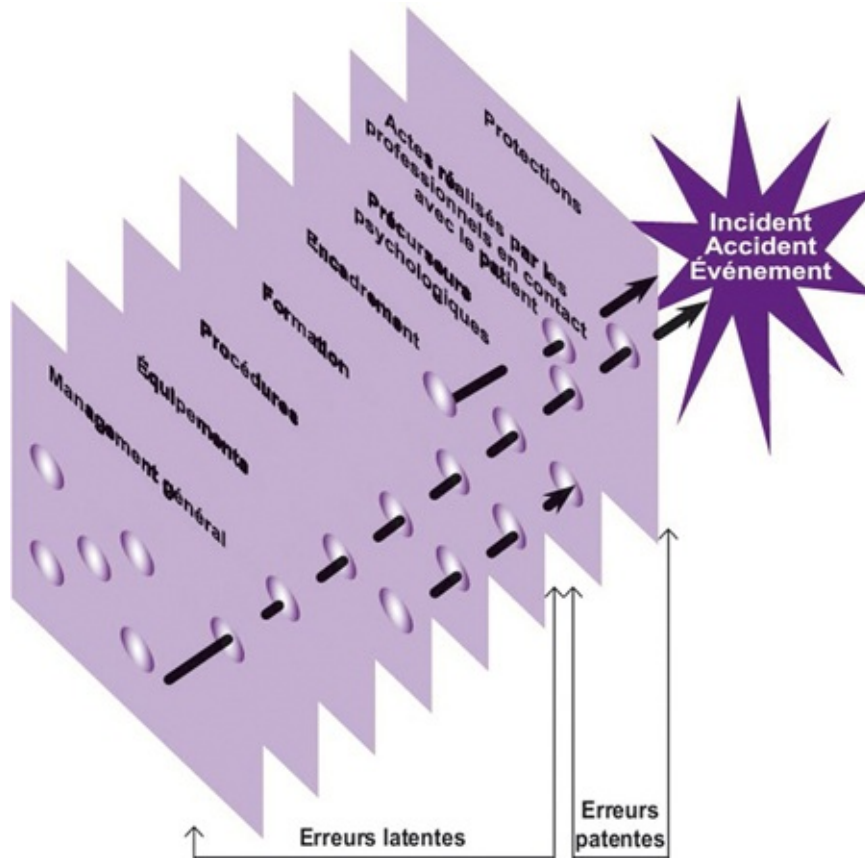 Management général
Équipements
Procédures
Formation
Encadrement
Précurseurs
psychologiques
Actes réalisés par les
professionnels en contact
avec le patient
Protections
Incident
Accident
Événement
Erreurs latentes
Erreurs
patentes